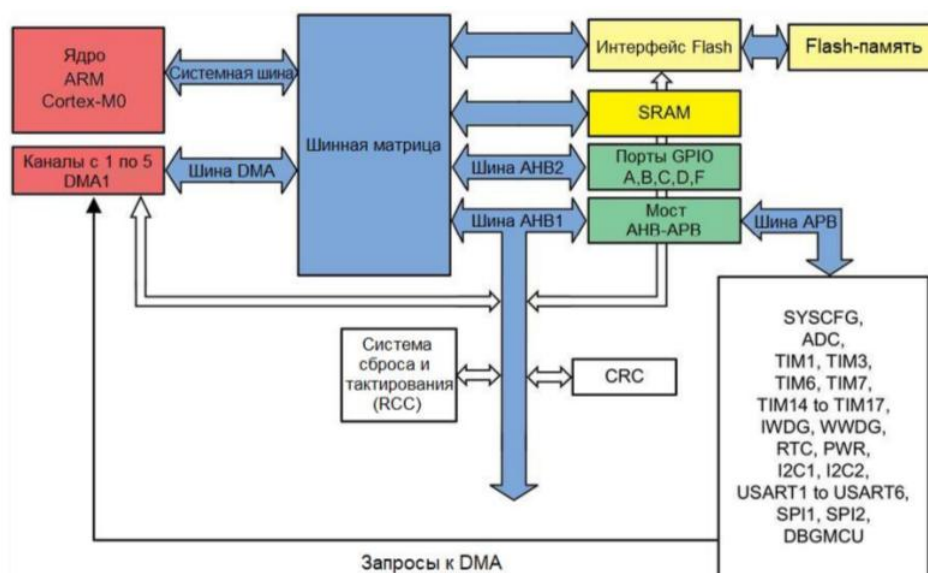 Ядро
ARM
Cortex-M0
Системная шина
Шинная матрица
Интерфейс Flash
Flash-память
SRAM
Каналы с 1 по 5
DMA1
Шина DMA
Шина AHB2
Порты GPIO
A,B,C,D,F
Шина AHB1
Мост
AHB-APB
Шина APB
Система
сброса и
тактирования
(RCC)
CRC
SYSCFG,
ADC,
TIM1, TIM3,
TIM6, TIM7,
TIM14 to TIM17,
IWDG, WWDG,
RTC, PWR,
I2C1, I2C2,
USART1 to USART6,
SPI1, SPI2,
DBGMCU
Запросы к DMA